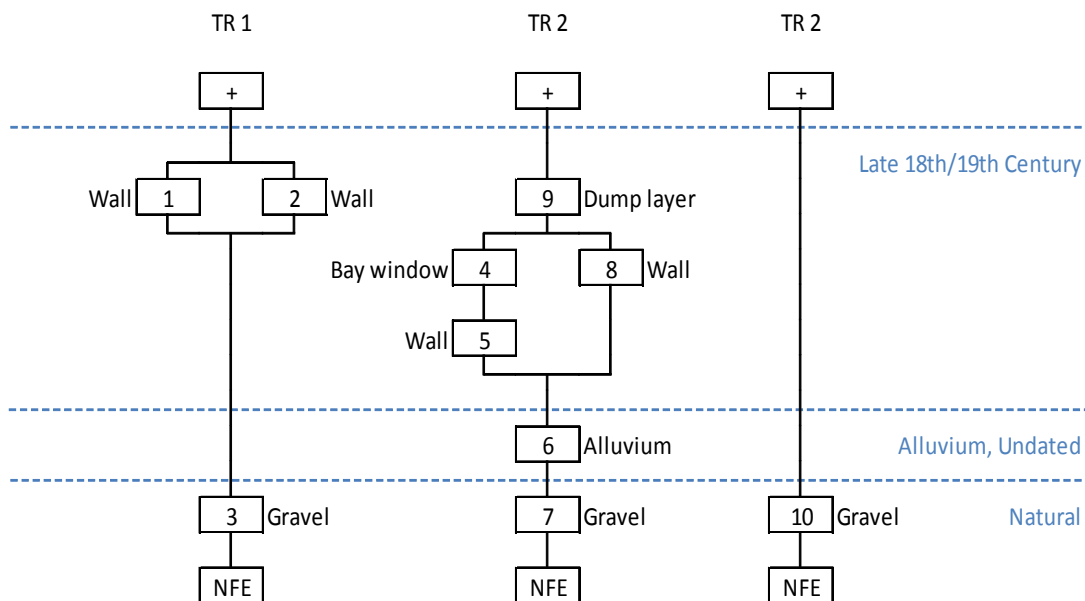 TR 1 TR 2 TR 2
+ + +
Late 18th/19th Century
Wall 1 2 Wall 9 Dump layer
Bay window 4 8 Wall
Wall 5
6 Alluvium Alluvium, Undated
3 Gravel 7 Gravel 10 Gravel Natural
NFE NFE NFE